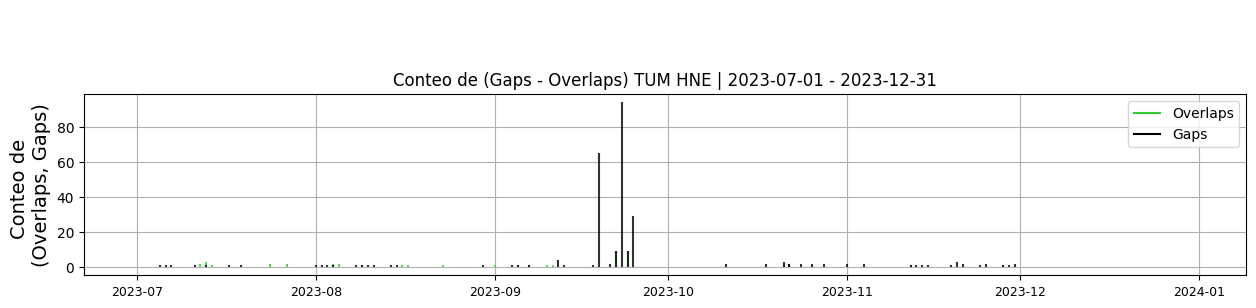 Conteo de (Gaps - Overlaps) TUM HNE | 2023-07-01 - 2023-12-31
Conteo de
(Overlaps, Gaps)
80
60
40
20
0
Overlaps
Gaps
2023-07
2023-08
2023-09
2023-10
2023-11
2023-12
2024-01